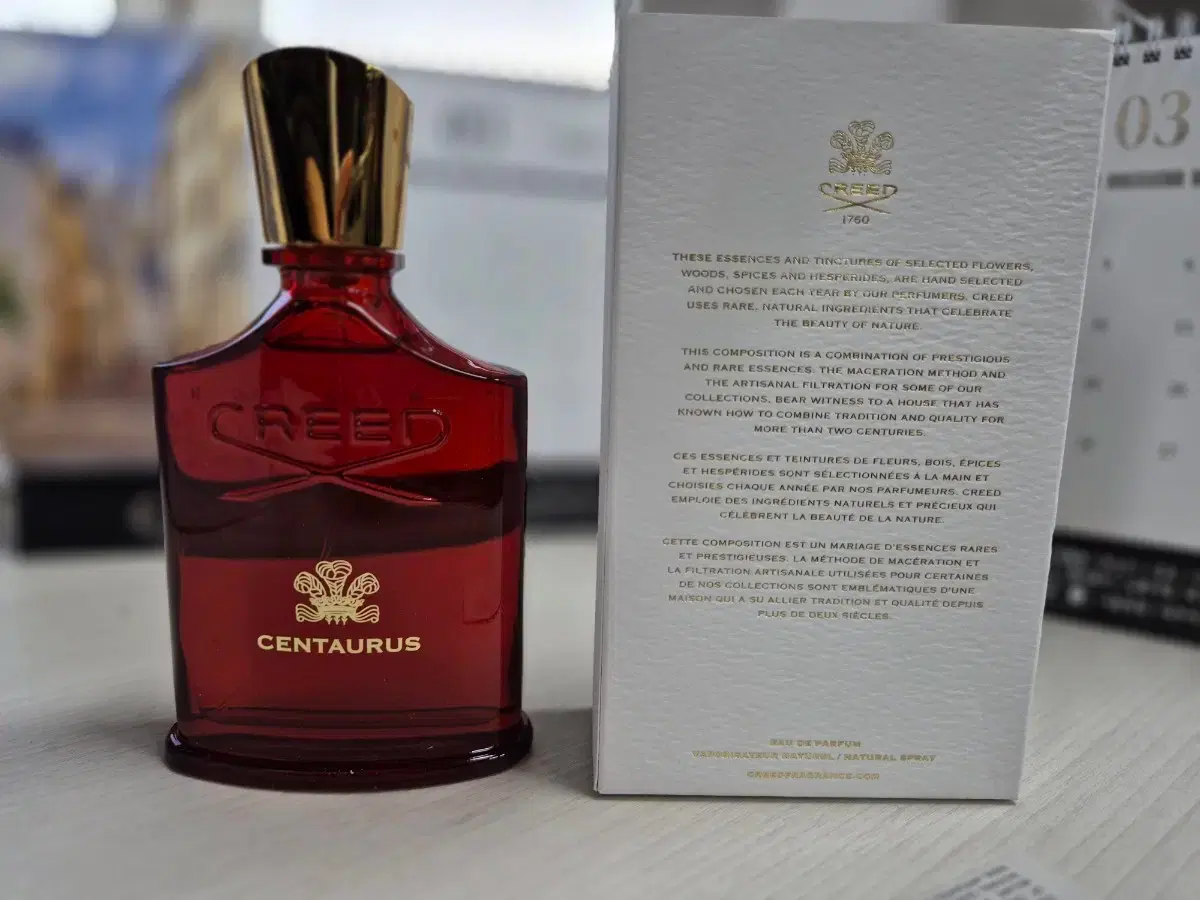 CREED
CENTAURUS
CREED
1760
THESE ESSENCES AND TINCTURES OF SELECTED FLOWERS,
WOODS, SPICES AND HESPERIDES, ARE HAND SELECTED
AND CHOSEN EACH YEAR BY OUR PERFUMERS. CREED
USES RARE, NATURAL INGREDIENTS THAT CELEBRATE
THE BEAUTY OF NATURE.
THIS COMPOSITION IS A COMBINATION OF PRESTIGIOUS
AND RARE ESSENCES. THE MACERATION METHOD AND
THE ARTISANAL FILTRATION FOR SOME OF OUR
COLLECTIONS, BEAR WITNESS TO A HOUSE THAT HAS
KNOWN HOW TO COMBINE TRADITION AND QUALITY FOR
MORE THAN TWO CENTURIES.
CES ESSENCES ET TEINTURES DE FLEURS, BOIS, ÉPICES
ET HESPÉRIDES SONT SÉLECTIONNÉES À LA MAIN ET
CHOISIES CHAQUE ANNÉE PAR NOS PARFUMEURS. CREED
EMPLOIE DES INGRÉDIENTS NATURELS ET PRÉCIEUX QUI
CÉLÈBRENT LA BEAUTÉ DE LA NATURE.
CETTE COMPOSITION EST UN MARIAGE D'ESSENCES RARES
ET PRESTIGIEUSES. LA MÉTHODE DE MACÉRATION ET
LA FILTRATION ARTISANALE UTILISÉES POUR CERTAINES
DE NOS COLLECTIONS SONT EMBLÉMATIQUES D'UNE
MAISON QUI A SU ALLIER TRADITION ET QUALITÉ DEPUIS
PLUS DE DEUX SIÈCLES.
EAU DE PARFUM
VAPORISATEUR NATUREL / NATURAL SPRAY
CREEDFRAGRANCE.COM
03